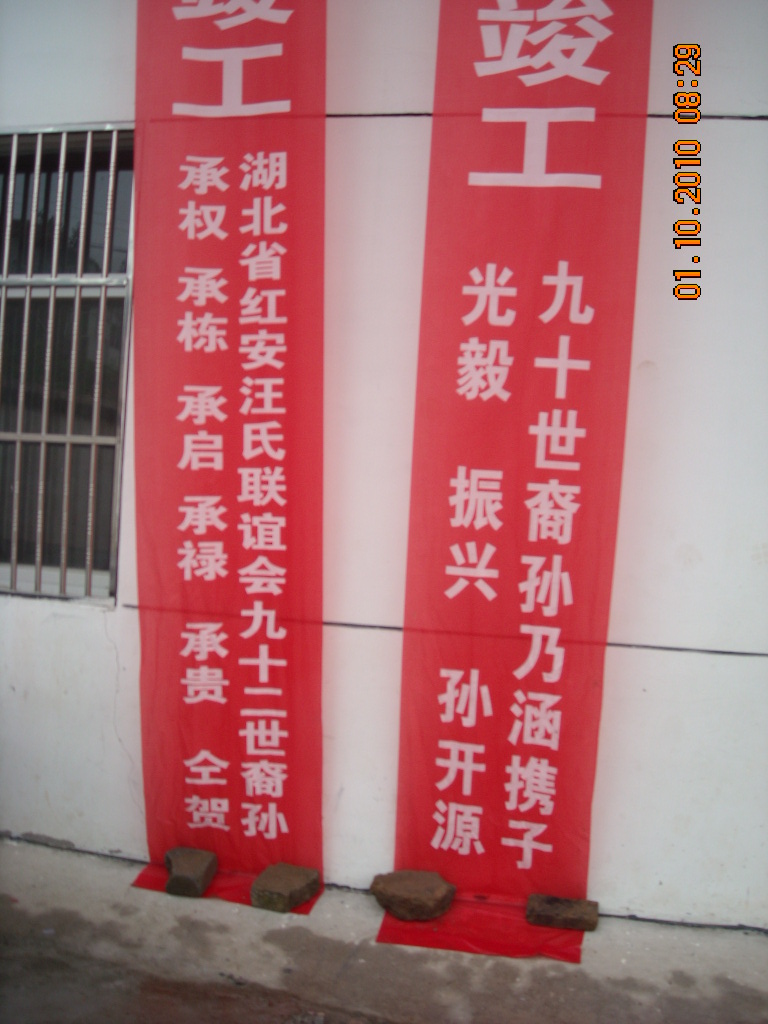 竣工
九十世裔孙乃涵携子
光毅 振兴 孙开源
竣工
湖北省红安汪氏联谊会九十二世裔孙
承权 承栋 承启 承禄 承贵 仝贺
01.10.2010 08:29